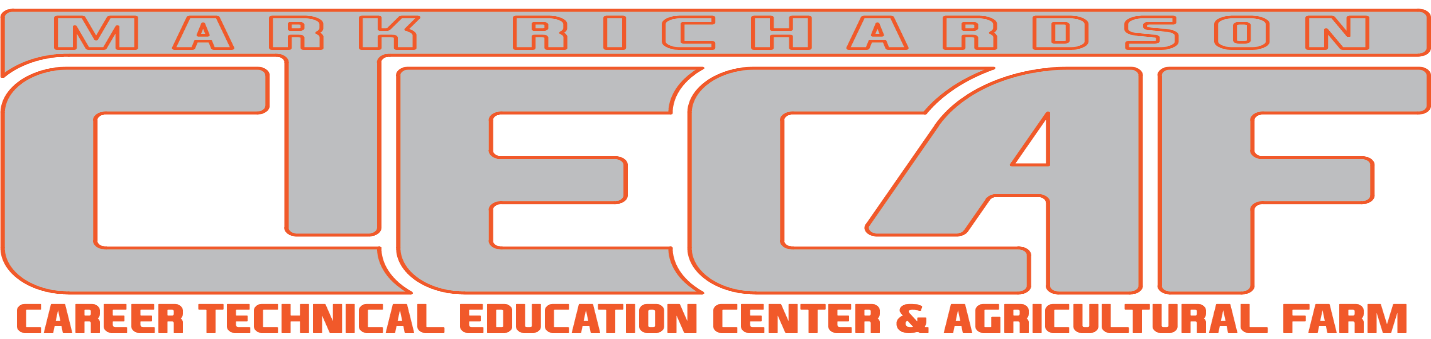 MARK RICHARDSON
CTECAF
CAREER TECHNICAL EDUCATION CENTER & AGRICULTURAL FARM